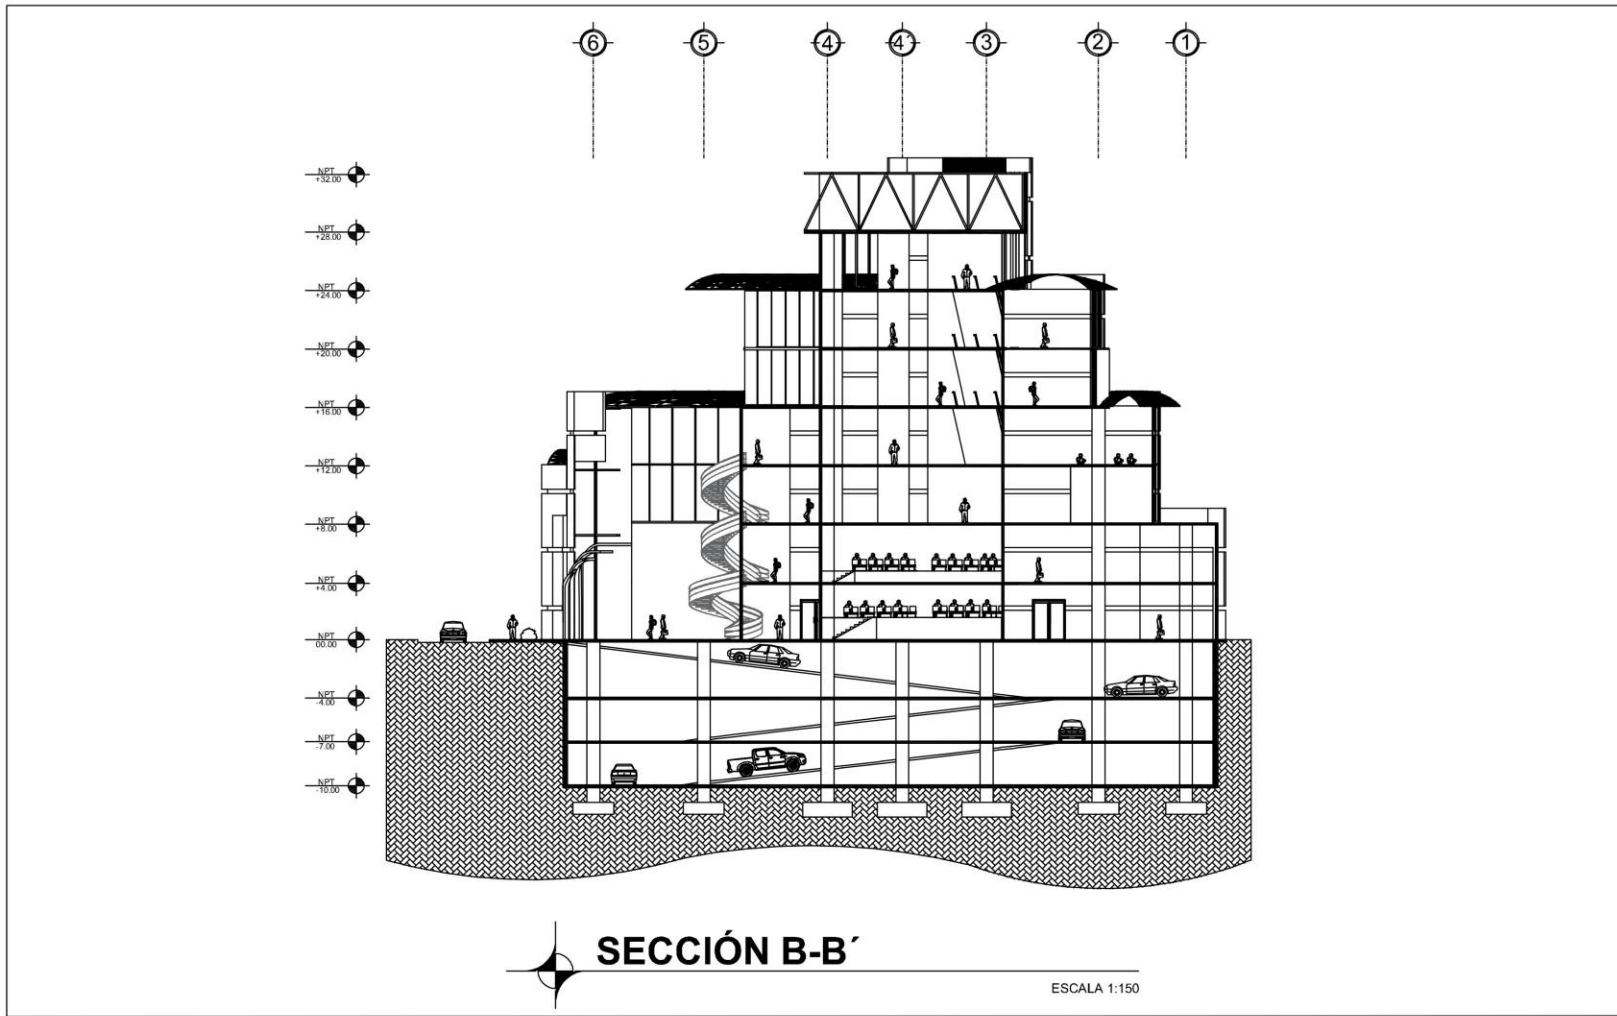 6 5 4 4´ 3 2 1
NPT
+32.00
NPT
+28.00
NPT
+24.00
NPT
+20.00
NPT
+16.00
NPT
+12.00
NPT
+8.00
NPT
+4.00
NPT
00.00
NPT
-4.00
NPT
-7.00
NPT
-10.00
SECCIÓN B-B´
ESCALA 1:150